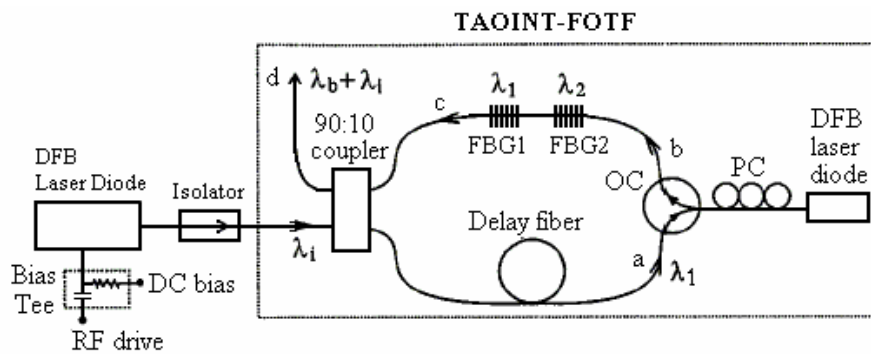 TAOINT-FOTF
d
λb+λi
90:10
coupler
c
λ1
λ2
FBG1
FBG2
b
OC
PC
DFB
laser
diode
DFB
Laser Diode
Isolator
λi
Delay fiber
a
λ1
Bias
Tee
DC bias
RF drive